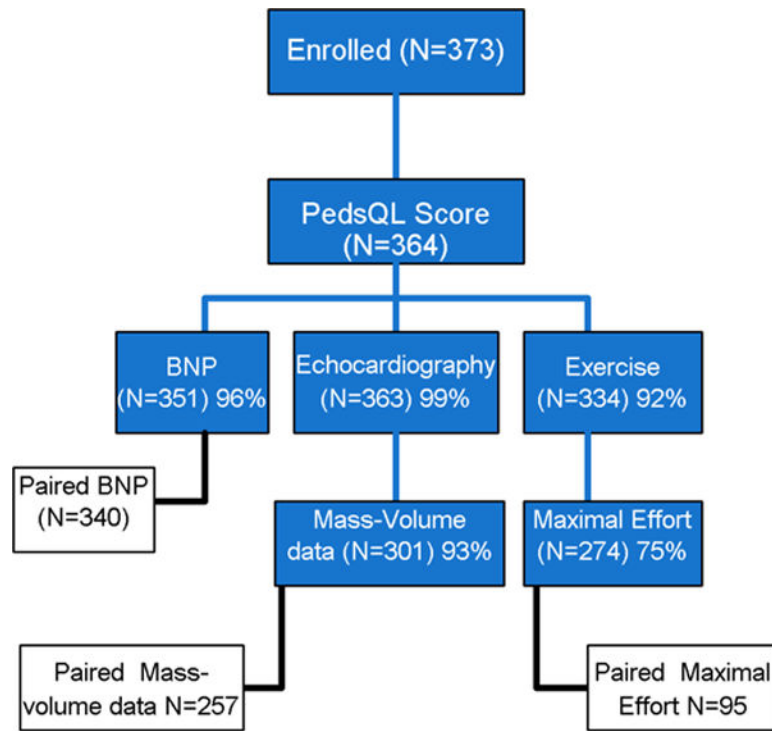 Enrolled (N=373)
PedsQL Score
(N=364)
BNP
(N=351) 96%
Echocardiography
(N=363) 99%
Exercise
(N=334) 92%
Paired BNP
(N=340)
Mass-Volume
data (N=301) 93%
Maximal Effort
(N=274) 75%
Paired Mass-
volume data N=257
Paired Maximal
Effort N=95